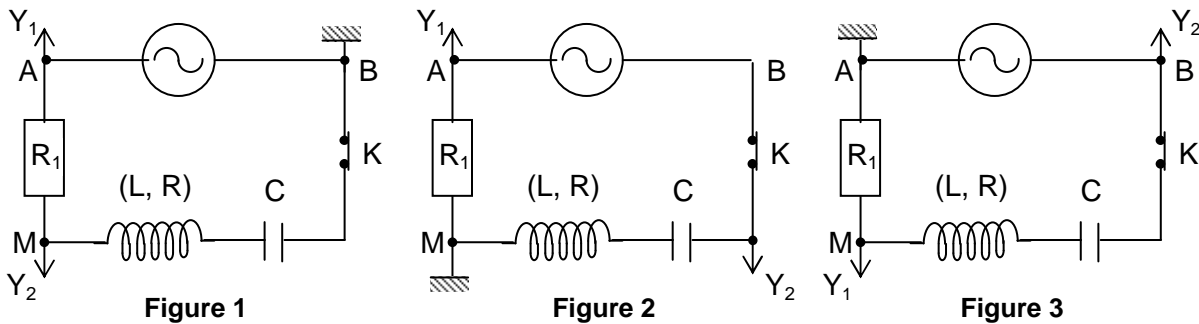 Y1
A
B
R1
K
(L, R)
C
M
Y2
Figure 1
Y1
A
B
R1
K
(L, R)
C
M
Y2
Figure 2
Y2
A
B
R1
K
(L, R)
C
M
Y1
Figure 3